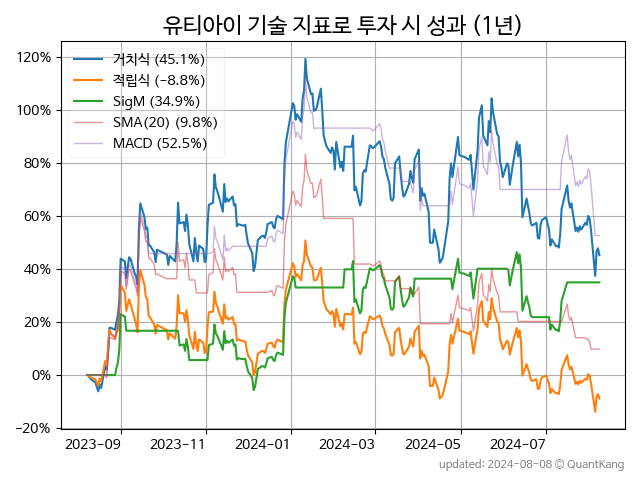 유티아이 기술 지표로 투자 시 성과 (1년)
120%
100%
80%
60%
40%
20%
0%
−20%
거치식 (45.1%)
적립식 (−8.8%)
SigM (34.9%)
SMA(20) (9.8%)
MACD (52.5%)
2023-09
2023-11
2024-01
2024-03
2024-05
2024-07
updated: 2024-08-08 © QuantKang